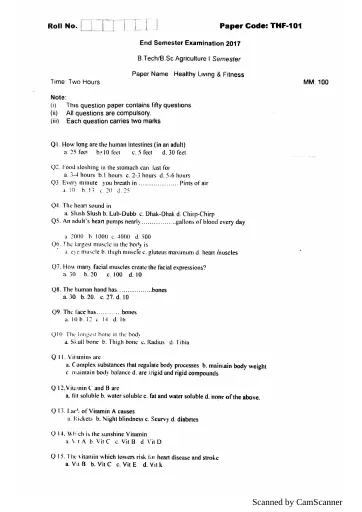 Roll No. Paper Code: THF-101
End Semester Examination 2017
B.Tech/B.Sc Agriculture I Semester
Paper Name Healthy Living & Fitness
Time: Two Hours MM: 100
Note:
(i) This question paper contains fifty questions
(ii) All questions are compulsory.
(iii) Each question carries two marks
Q1. How long are the human intestines (in an adult)
a. 25 feet b. 10 feet c. 5 feet d. 30 feet
Q2. Food sloshing in the stomach can last for
a. 3-4 hours b. 1 hours c. 2-3 hours d. 5-6 hours
Q3. Every minute you breath in ..................Pints of air
a. 10 b. 13 c. 20 d. 25
Q4. The heart sound in
a. Slush Slush b. Lub-Dubb c. Dhak-Dhak d. Chirp-Chirp
Q5. An adult's heart pumps nearly...............gallons of blood every day
a. 2000 b. 1000 c. 4000 d. 500
Q6. The largest muscle in the body is
a. eye muscle b. thigh muscle c. gluteus maximum d. heart muscles
Q7. How many facial muscles create the facial expressions?
a. 30 b. 20 c. 100 d. 10
Q8. The human hand has...............bones
a. 30 b. 20. c. 27. d. 10
Q9. The face has...........bones
a. 10 b. 12 c. 14 d. 16
Q10 The longest bone in the body
a. Skull bone b. Thigh bone c. Radius d. Tibia
Q 11. Vitamins are
a. Complex substances that regulate body processes b. maintain body weight
c. maintain body balance d. are irigid and rigid compounds
Q 12. Vitamin C and B are
a. fat soluble b. water soluble c. fat and water soluble d. none of the above.
Q 13. Lack of Vitamin A causes
a. Rickets b. Night blindness c. Scurvy d. diabetes
Q 14. Which is the sunshine Vitamin
a. Vit A b. Vit C c. Vit B d. Vit D
Q 15. The vitamin which lowers risk for heart disease and stroke
a. Vit B b. Vit C c. Vit E d. Vit k
Scanned by CamScanner